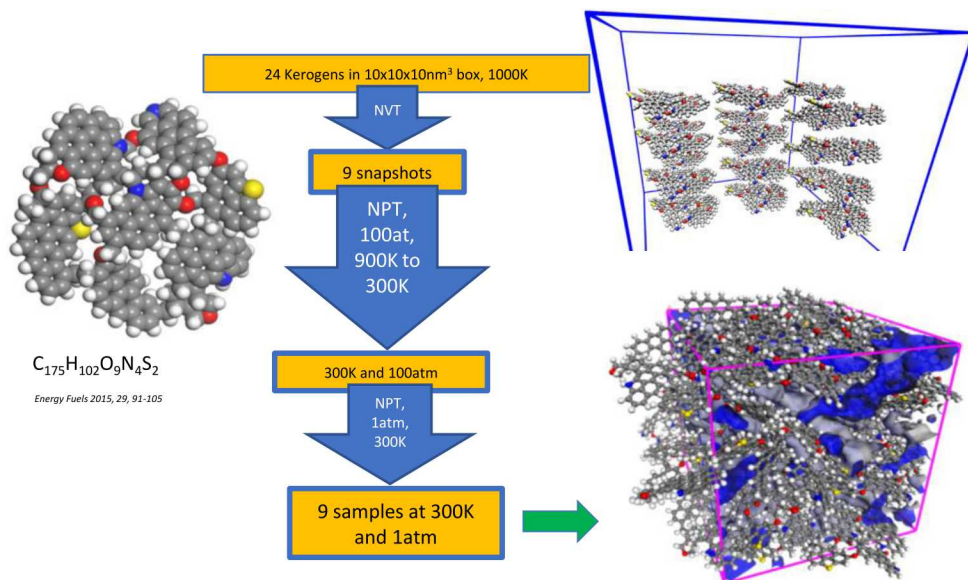 24 Kerogens in 10x10x10nm³ box, 1000K
NVT
9 snapshots
NPT,
100at,
900K to
300K
C₁₇₅H₁₀₂O₉N₄S₂
Energy Fuels 2015, 29, 91-105
300K and 100atm
NPT,
1atm,
300K
9 samples at 300K
and 1atm